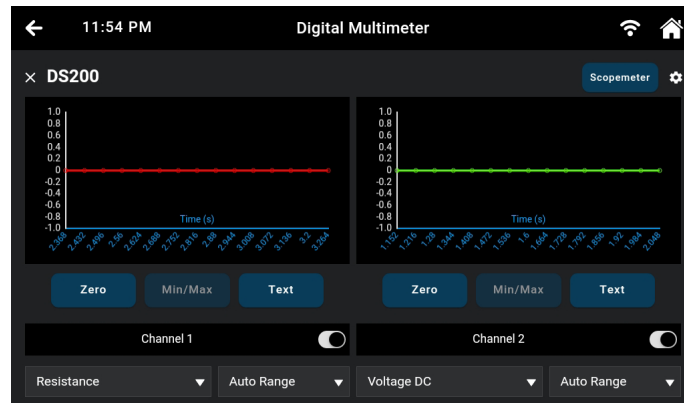 11:54 PM Digital Multimeter
× DS200 Scopemeter
1.0
0.8
0.6
0.4
0.2
0
-0.2
-0.4
-0.6
-0.8
-1.0
Time (s)
2.368 2.432 2.496 2.56 2.624 2.688 2.752 2.816 2.88 2.944 3.008 3.072 3.136 3.2 3.264
1.0
0.8
0.6
0.4
0.2
0
-0.2
-0.4
-0.6
-0.8
-1.0
Time (s)
1.152 1.216 1.28 1.344 1.408 1.472 1.536 1.6 1.664 1.728 1.792 1.856 1.92 1.984 2.048
Zero Min/Max Text Zero Min/Max Text
Channel 1 Channel 2
Resistance Auto Range Voltage DC Auto Range